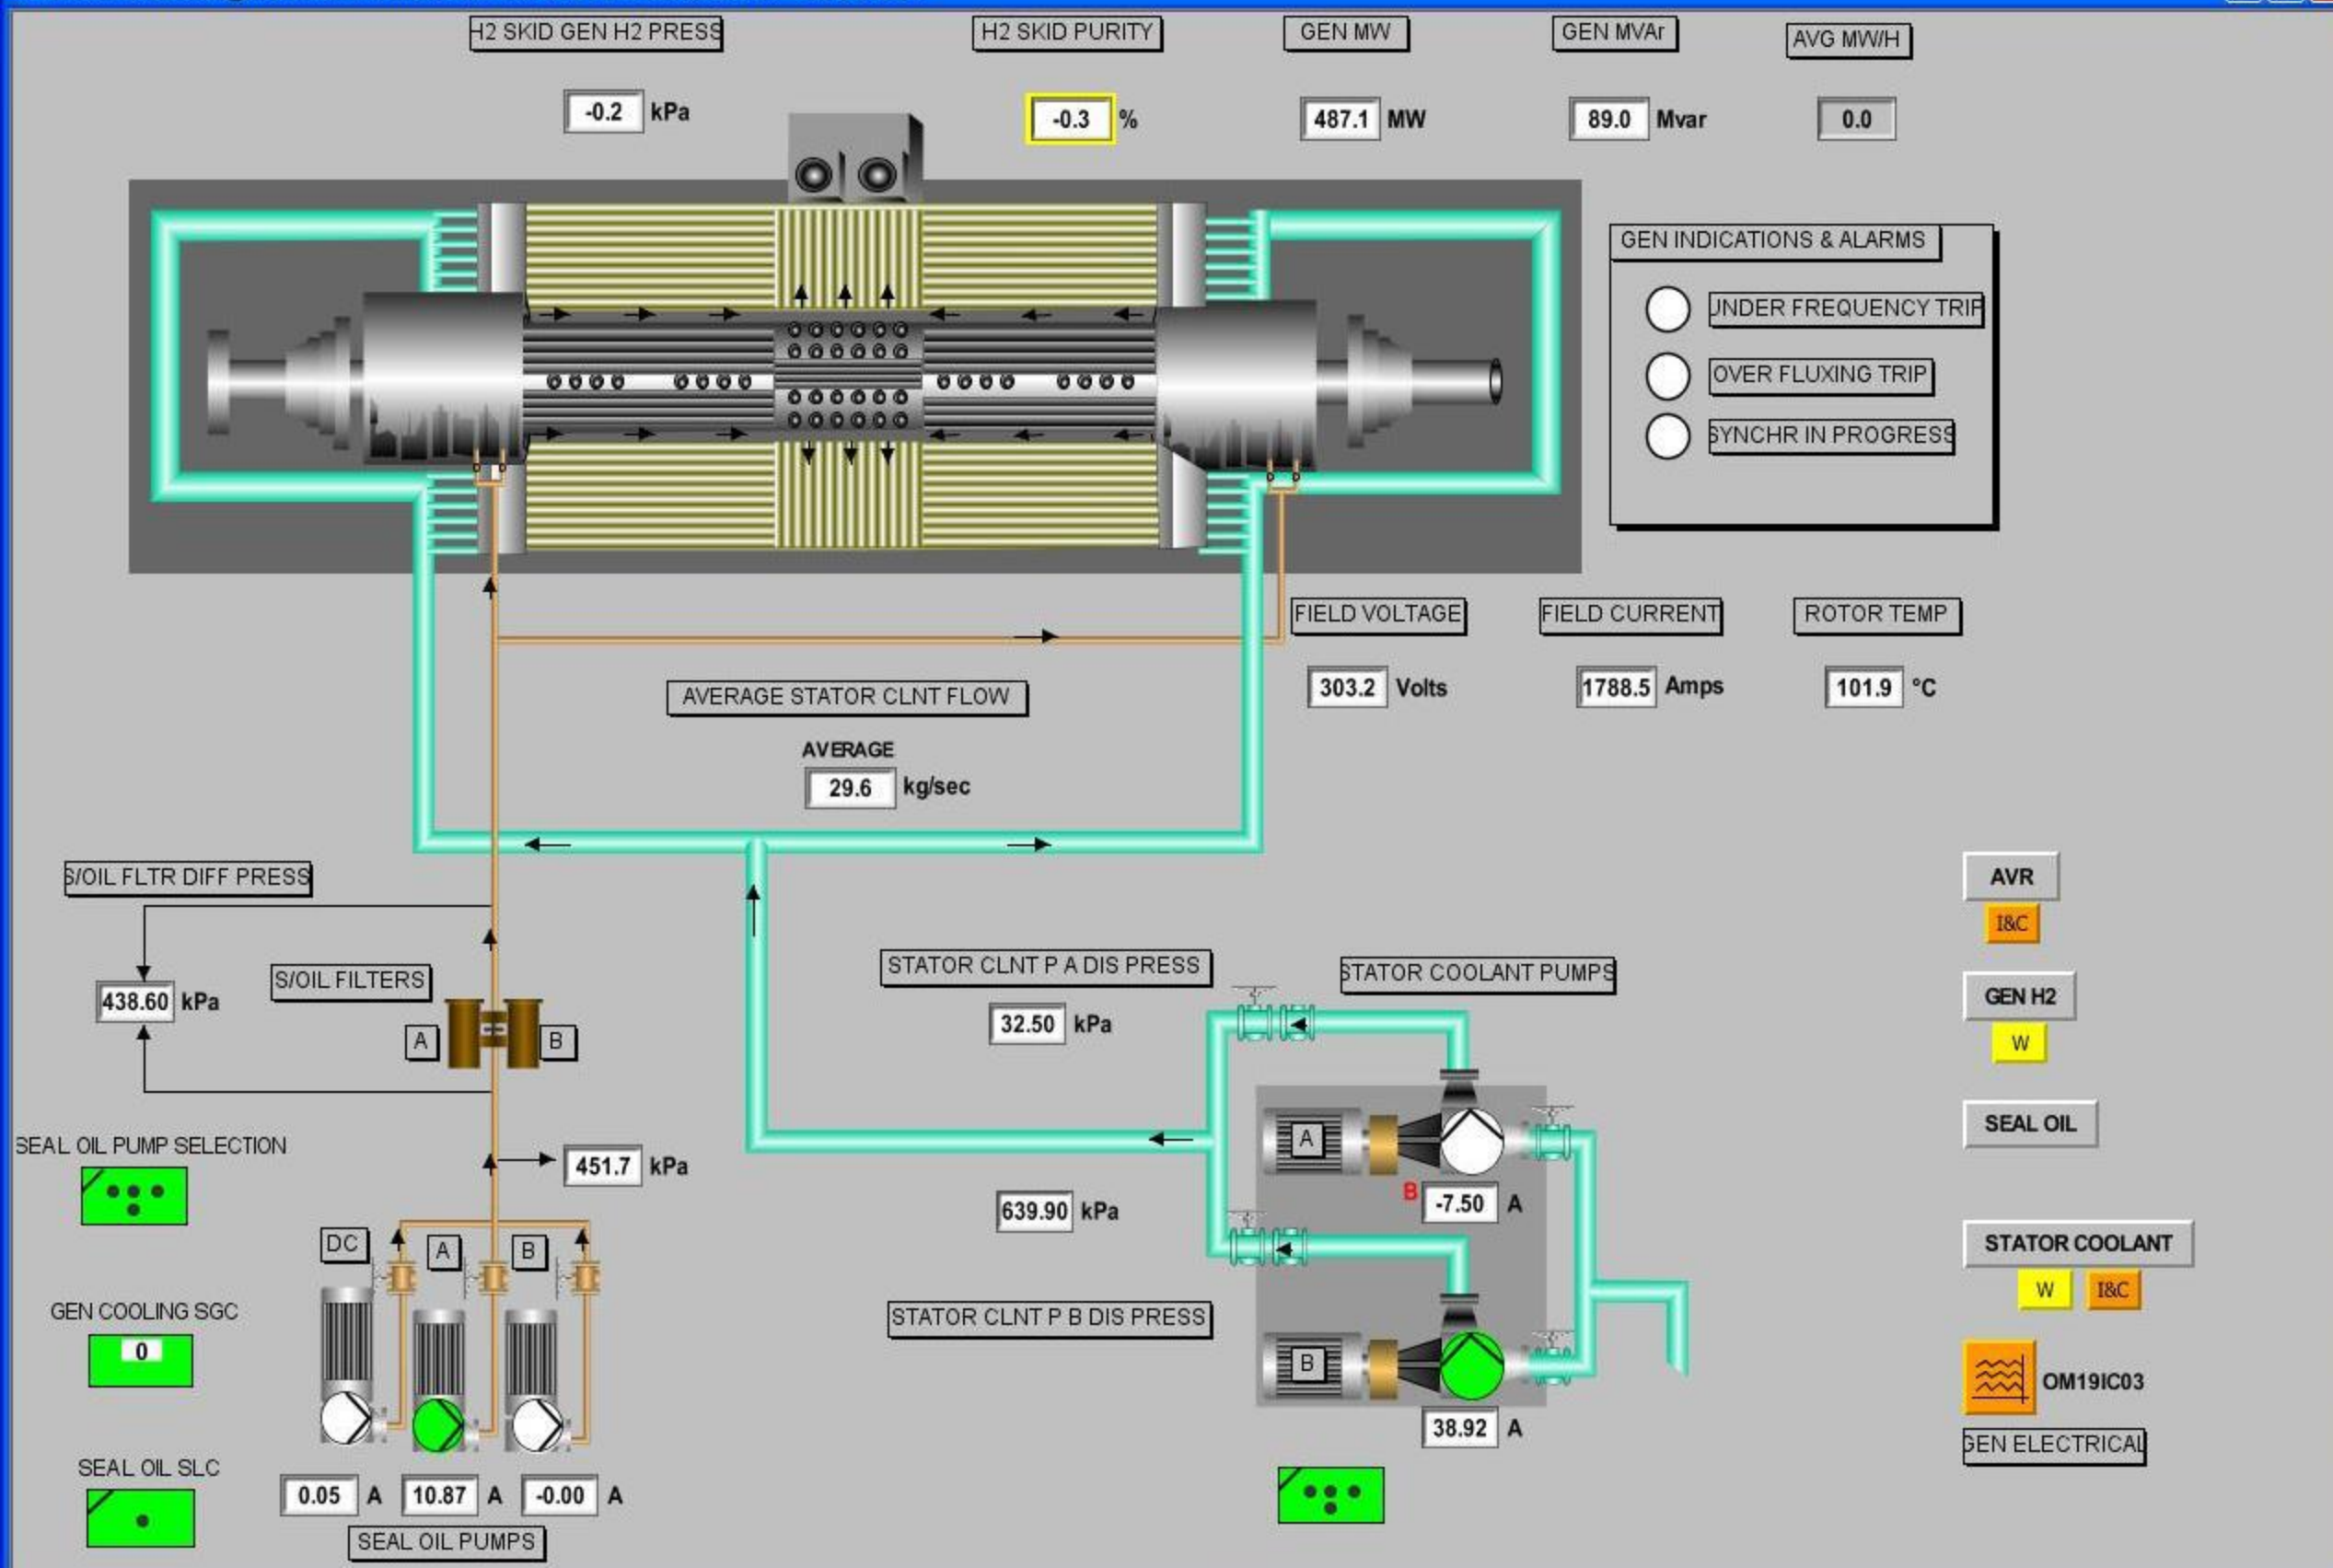 H2 SKID GEN H2 PRESS
H2 SKID PURITY
GEN MW
GEN MVAr
AVG MW/H
-0.2 kPa
-0.3 %
487.1 MW
89.0 Mvar
0.0
GEN INDICATIONS & ALARMS
UNDER FREQUENCY TRIP
OVER FLUXING TRIP
SYNCHR IN PROGRESS
FIELD VOLTAGE
FIELD CURRENT
ROTOR TEMP
303.2 Volts
1788.5 Amps
101.9 °C
AVERAGE STATOR CLNT FLOW
AVERAGE
29.6 kg/sec
S/OIL FLTR DIFF PRESS
438.60 kPa
S/OIL FILTERS
A
B
STATOR CLNT P A DIS PRESS
32.50 kPa
STATOR COOLANT PUMPS
A
B
-7.50 A
639.90 kPa
STATOR CLNT P B DIS PRESS
B
38.92 A
SEAL OIL PUMP SELECTION
451.7 kPa
DC
A
B
GEN COOLING SGC
0
SEAL OIL SLC
0.05 A
10.87 A
-0.00 A
SEAL OIL PUMPS
AVR
I&C
GEN H2
W
SEAL OIL
STATOR COOLANT
W
I&C
OM19IC03
GEN ELECTRICAL